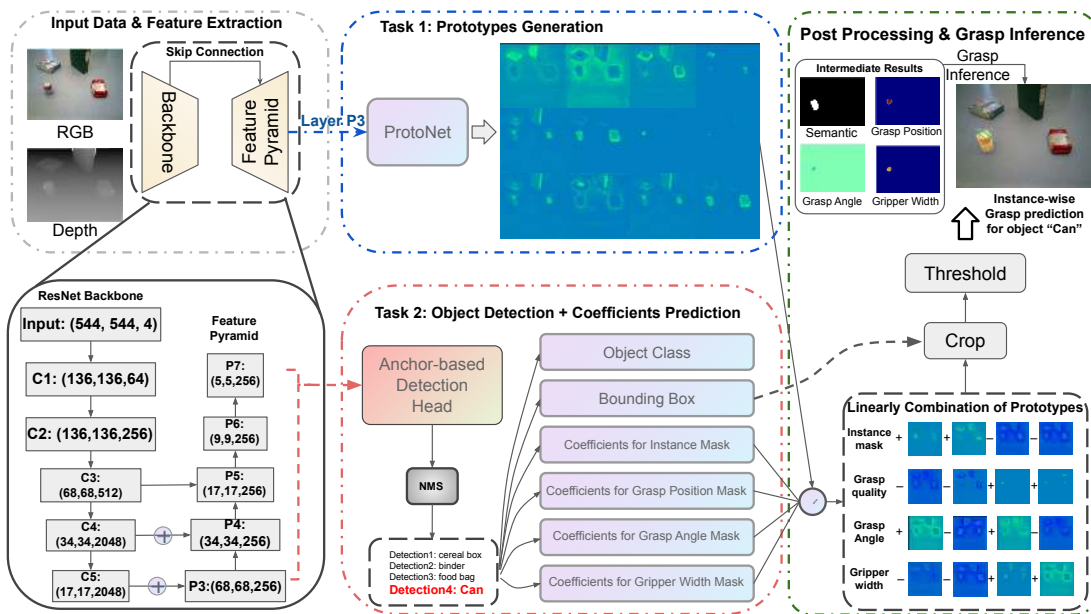 Input Data & Feature Extraction
Skip Connection
RGB
Depth
Backbone
Feature
Pyramid
Layer P3
Task 1: Prototypes Generation
ProtoNet
Post Processing & Grasp Inference
Intermediate Results
Grasp
Inference
Semantic
Grasp Position
Grasp Angle
Gripper Width
Instance-wise
Grasp prediction
for object “Can”
Threshold
Crop
ResNet Backbone
Input: (544, 544, 4)
C1: (136,136,64)
C2: (136,136,256)
C3:
(68,68,512)
C4:
(34,34,2048)
C5:
(17,17,2048)
Feature
Pyramid
P7:
(5,5,256)
P6:
(9,9,256)
P5:
(17,17,256)
P4:
(34,34,256)
P3:(68,68,256)
+
+
Task 2: Object Detection + Coefficients Prediction
Anchor-based
Detection
Head
NMS
Detection1: cereal box
Detection2: binder
Detection3: food bag
Detection4: Can
Object Class
Bounding Box
Coefficients for Instance Mask
Coefficients for Grasp Position Mask
Coefficients for Grasp Angle Mask
Coefficients for Gripper Width Mask
Linearly Combination of Prototypes
Instance
mask
+ + − −
Grasp
quality
− − + +
Grasp
Angle
+ − + −
Gripper
width
− − + +